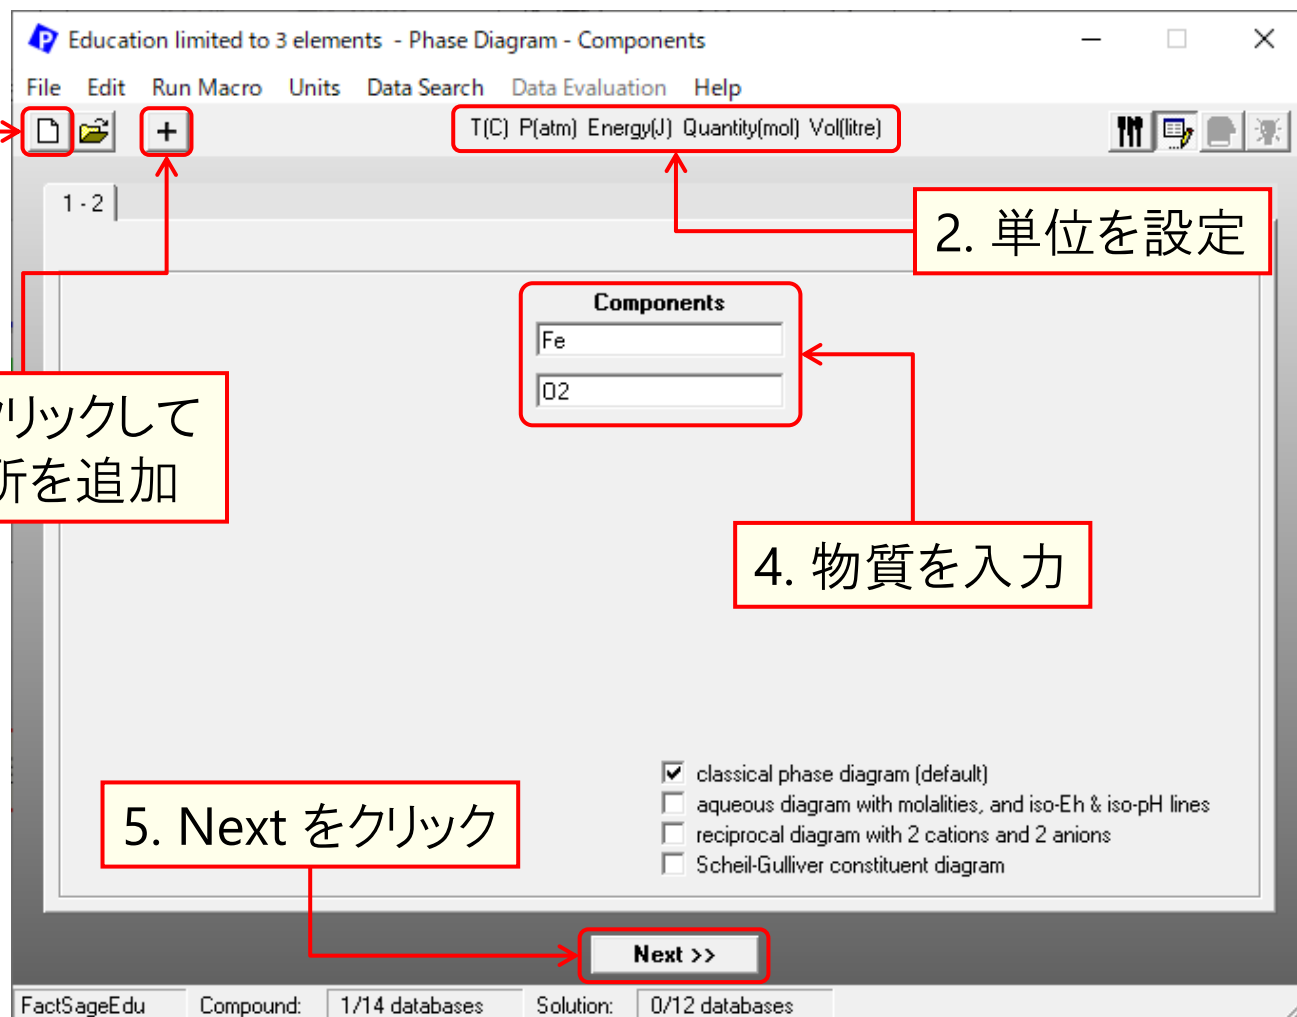 Education limited to 3 elements - Phase Diagram - Components
File Edit Run Macro Units Data Search Data Evaluation Help
+ T(C) P(atm) Energy(J) Quantity(mol) Vol(litre)
1 - 2
2. 単位を設定
Components
Fe
O2
リックして
所を追加
4. 物質を入力
classical phase diagram (default)
aqueous diagram with molalities, and iso-Eh & iso-pH lines
reciprocal diagram with 2 cations and 2 anions
Scheil-Gulliver constituent diagram
5. Next をクリック
Next >>
FactSageEdu Compound: 1/14 databases Solution: 0/12 databases